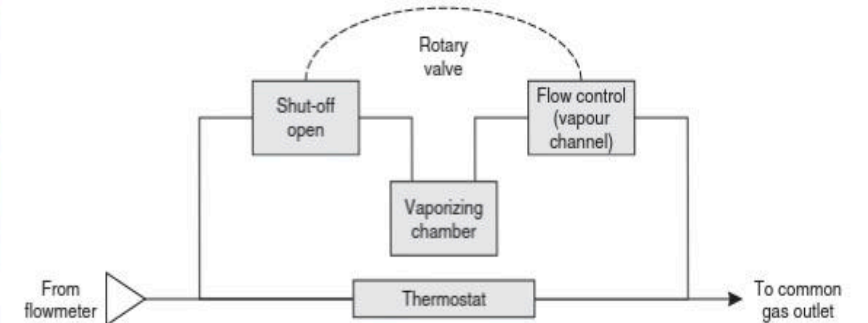 Rotary
valve
Shut-off
open
Flow control
(vapour
channel)
Vaporizing
chamber
From
flowmeter
Thermostat
To common
gas outlet